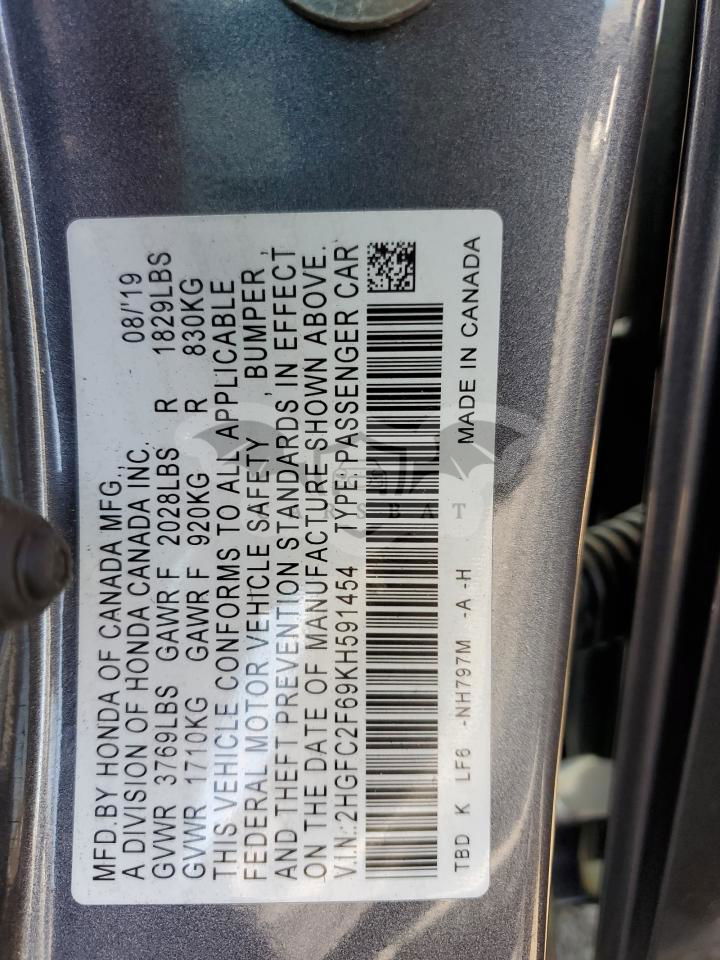 MFD.BY HONDA OF CANADA MFG., 08/19
A DIVISION OF HONDA CANADA INC.
GVWR 3769LBS GAWR F 2028LBS R 1829LBS
GVWR 1710KG GAWR F 920KG R 830KG
THIS VEHICLE CONFORMS TO ALL APPLICABLE
FEDERAL MOTOR VEHICLE SAFETY , BUMPER ,
AND THEFT PREVENTION STANDARDS IN EFFECT
ON THE DATE OF MANUFACTURE SHOWN ABOVE.
V.I.N.:2HGFC2F69KH591454 TYPE:PASSENGER CAR
TBD K LF6 -NH797M -A -H MADE IN CANADA